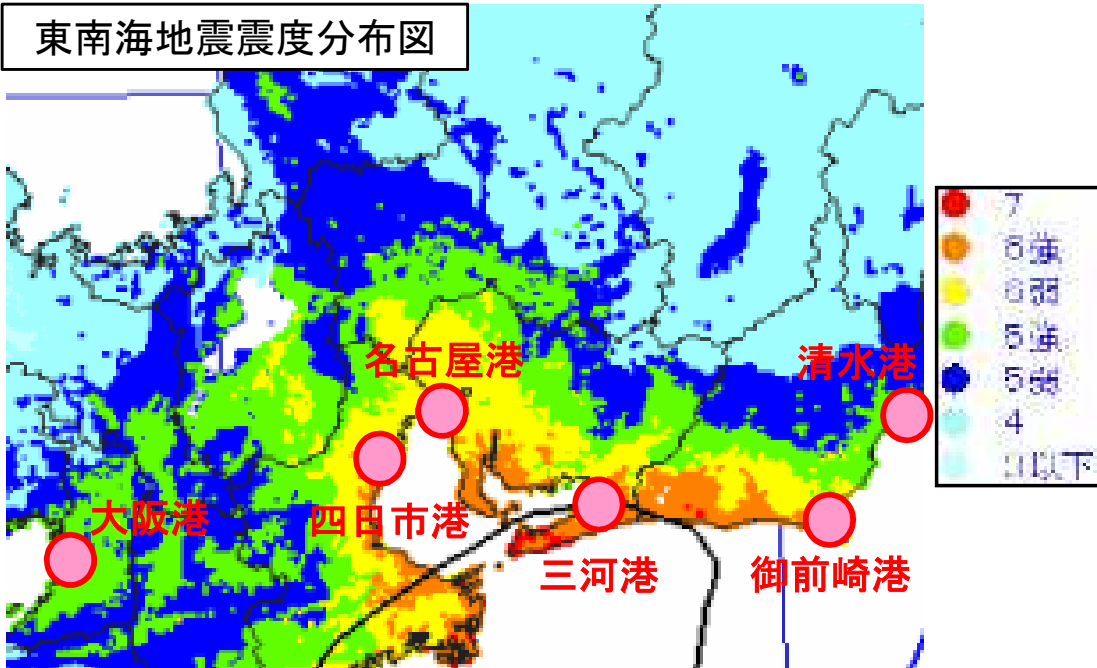 東南海地震震度分布図
7
6強
6弱
5強
5弱
4
3以下
名古屋港
清水港
大阪港
四日市港
三河港
御前崎港